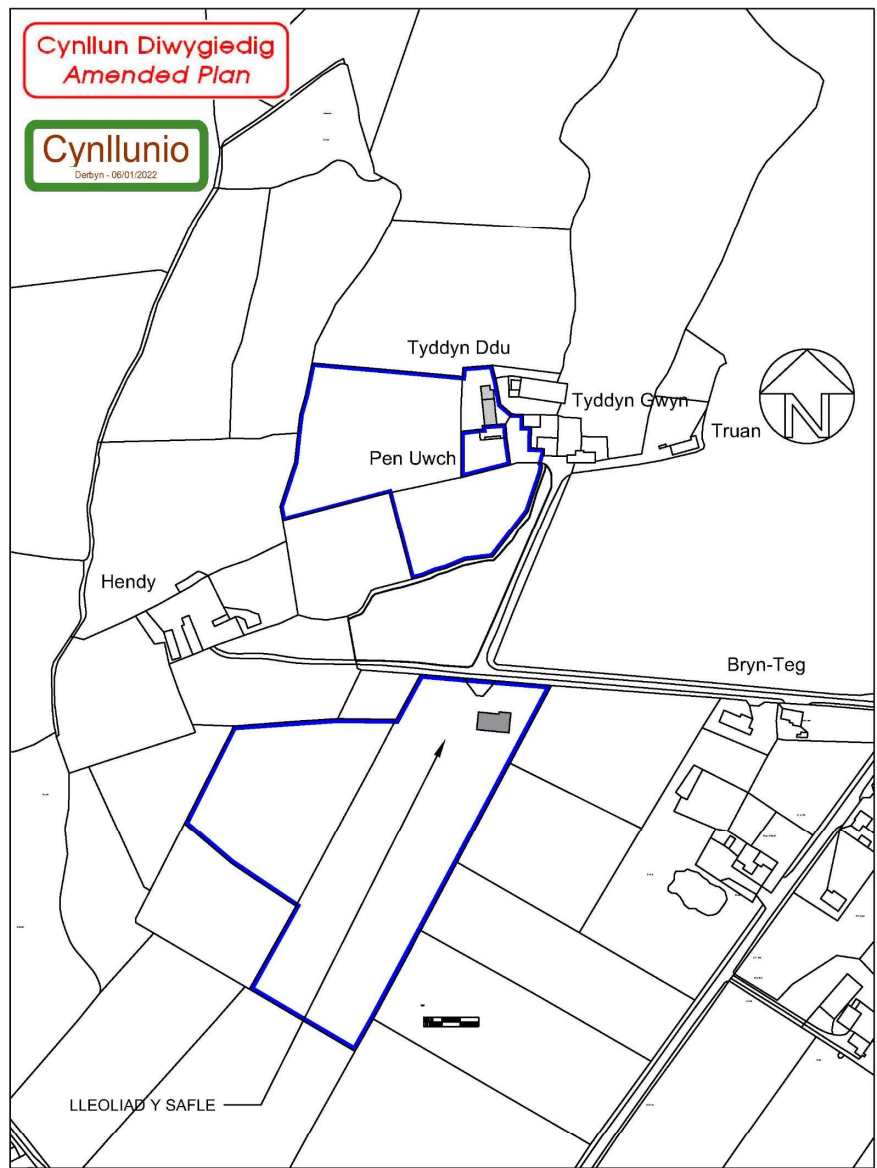 Cynllun Diwygiedig
Amended Plan
Cynllunio
Derbyn - 06/01/2022
Tyddyn Ddu
Tyddyn Gwyn
Truan
Pen Uwch
N
Hendy
Bryn-Teg
LLEOLIAD Y SAFLE